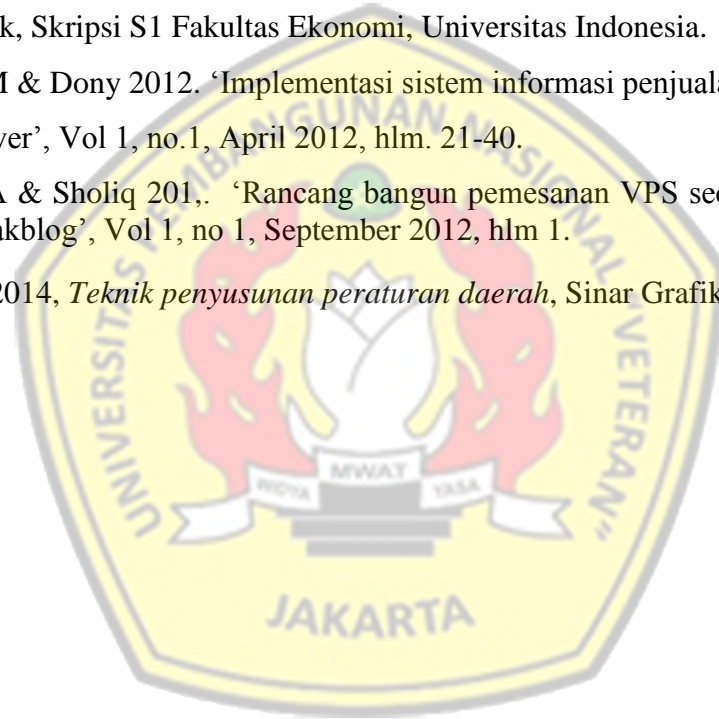 k, Skripsi S1 Fakultas Ekonomi, Universitas Indonesia.
M & Dony 2012. ‘Implementasi sistem informasi penjuala
ver’, Vol 1, no.1, April 2012, hlm. 21-40.
A & Sholiq 201,. ‘Rancang bangun pemesanan VPS sec
akblog’, Vol 1, no 1, September 2012, hlm 1.
2014, Teknik penyusunan peraturan daerah, Sinar Grafik
UNIVERSITAS PEMBANGUNAN NASIONAL "VETERAN"
WIDYA MWAT YASA
JAKARTA